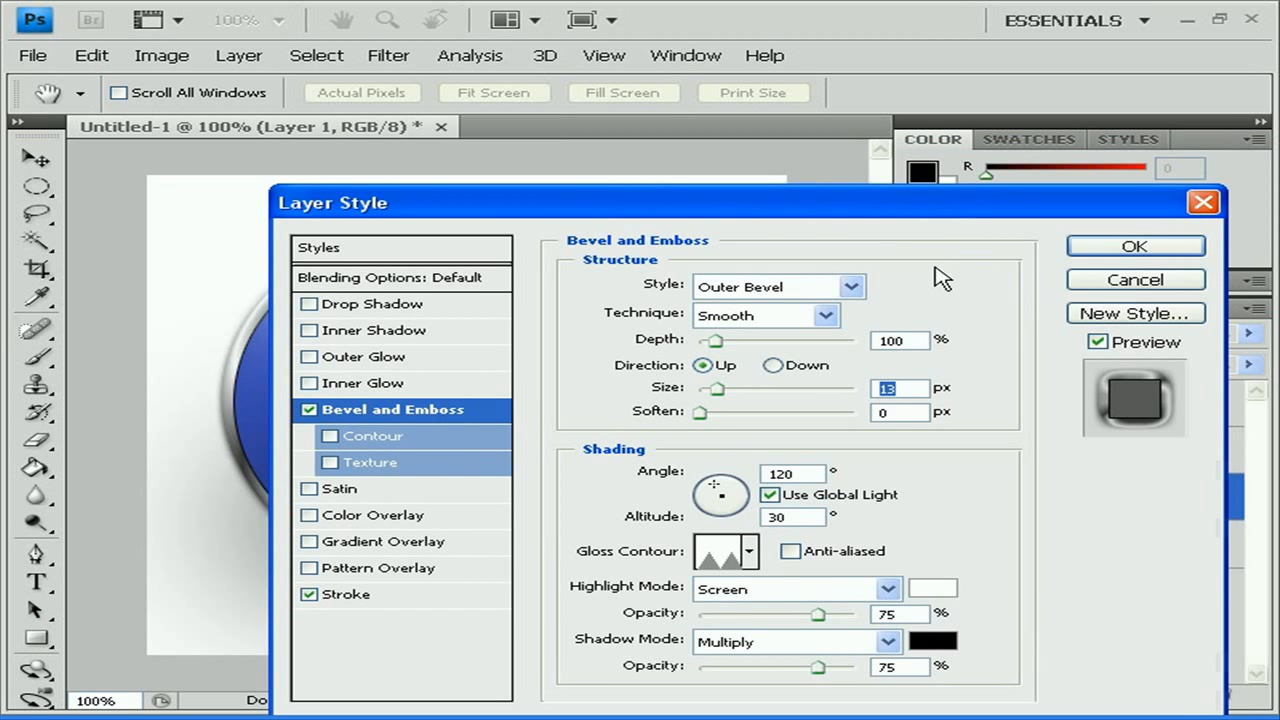 Ps Br 100% ESSENTIALS
File Edit Image Layer Select Filter Analysis 3D View Window Help
Scroll All Windows Actual Pixels Fit Screen Fill Screen Print Size
Untitled-1 @ 100% (Layer 1, RGB/8) *
COLOR SWATCHES STYLES
R 0
Layer Style
Styles
Blending Options: Default
Drop Shadow
Inner Shadow
Outer Glow
Inner Glow
Bevel and Emboss
Contour
Texture
Satin
Color Overlay
Gradient Overlay
Pattern Overlay
Stroke
Bevel and Emboss
Structure
Style: Outer Bevel
Technique: Smooth
Depth: 100 %
Direction: Up Down
Size: 13 px
Soften: 0 px
Shading
Angle: 120 °
Use Global Light
Altitude: 30 °
Gloss Contour: Anti-aliased
Highlight Mode: Screen
Opacity: 75 %
Shadow Mode: Multiply
Opacity: 75 %
OK
Cancel
New Style...
Preview
T
100% Do